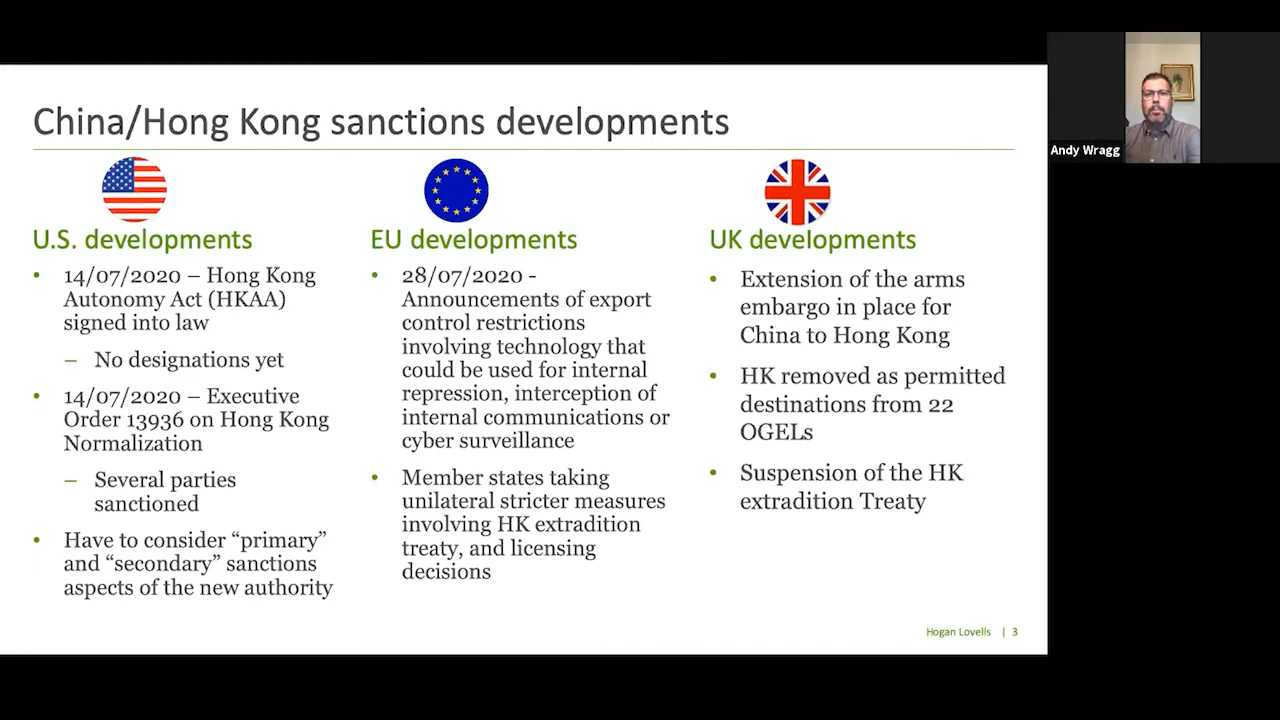 China/Hong Kong sanctions developments
U.S. developments
• 14/07/2020 – Hong Kong
Autonomy Act (HKAA)
signed into law
– No designations yet
• 14/07/2020 – Executive
Order 13936 on Hong Kong
Normalization
– Several parties
sanctioned
• Have to consider “primary”
and “secondary” sanctions
aspects of the new authority
EU developments
• 28/07/2020 -
Announcements of export
control restrictions
involving technology that
could be used for internal
repression, interception of
internal communications or
cyber surveillance
• Member states taking
unilateral stricter measures
involving HK extradition
treaty, and licensing
decisions
UK developments
• Extension of the arms
embargo in place for
China to Hong Kong
• HK removed as permitted
destinations from 22
OGELs
• Suspension of the HK
extradition Treaty
Hogan Lovells | 3
Andy Wragg